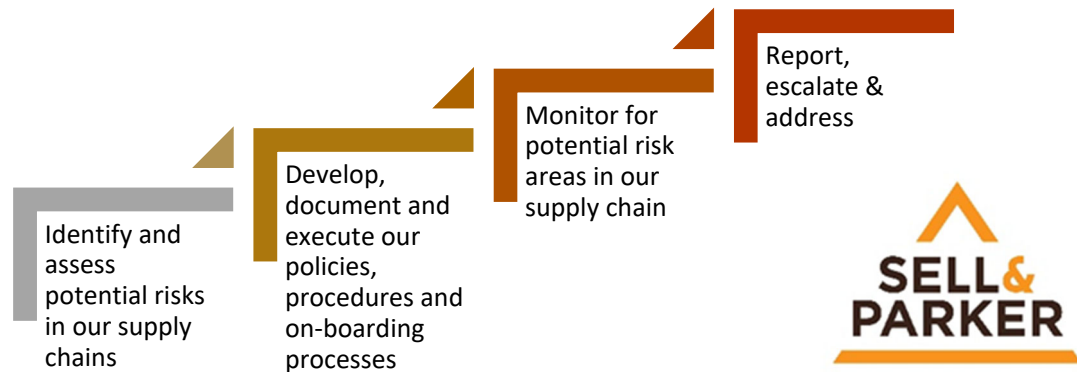 Identify and
assess
potential risks
in our supply
chains
Develop,
document and
execute our
policies,
procedures and
on-boarding
processes
Monitor for
potential risk
areas in our
supply chain
Report,
escalate &
address
SELL&
PARKER